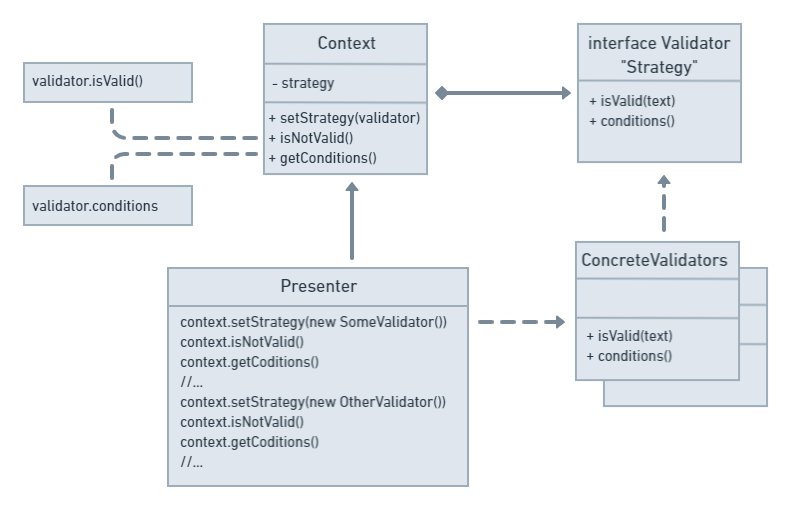 Context
- strategy
+ setStrategy(validator)
+ isNotValid()
+ getConditions()
validator.isValid()
validator.conditions
interface Validator
"Strategy"
+ isValid(text)
+ conditions()
Presenter
context.setStrategy(new SomeValidator())
context.isNotValid()
context.getCoditions()
//...
context.setStrategy(new OtherValidator())
context.isNotValid()
context.getCoditions()
//...
ConcreteValidators
+ isValid(text)
+ conditions()